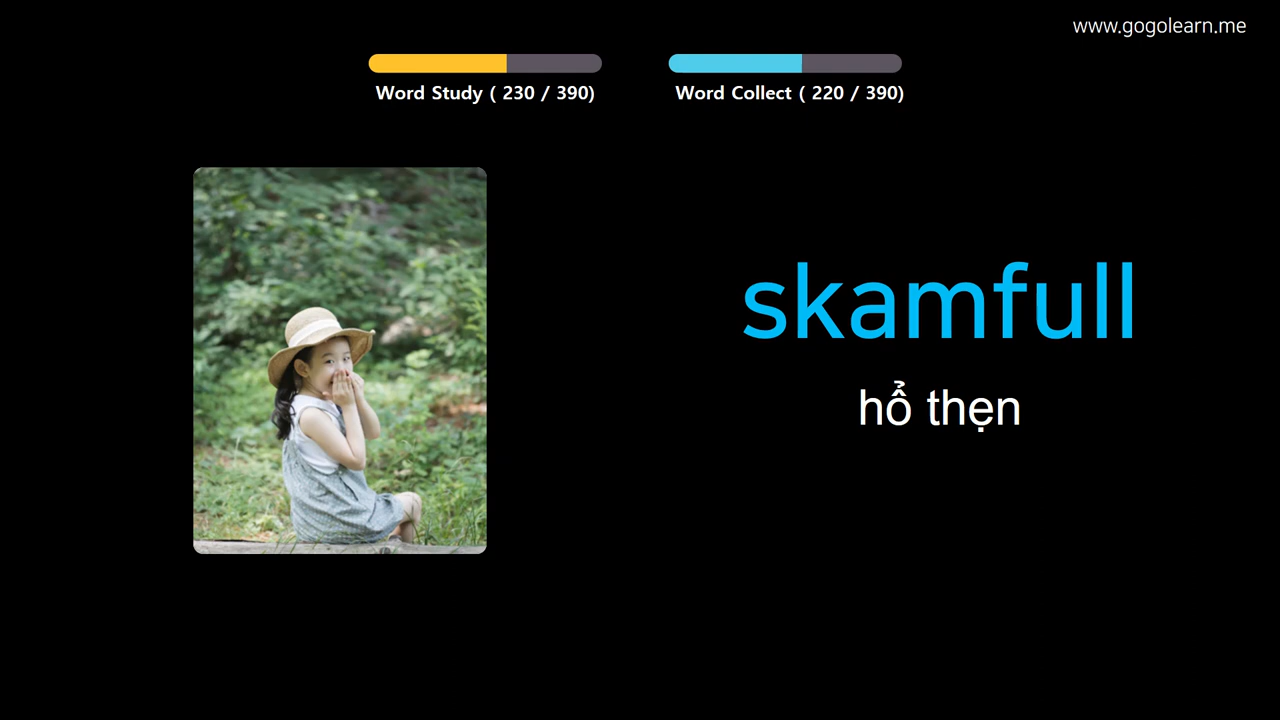 www.gogolearn.me
Word Study ( 230 / 390)
Word Collect ( 220 / 390)
skamfull
hổ thẹn